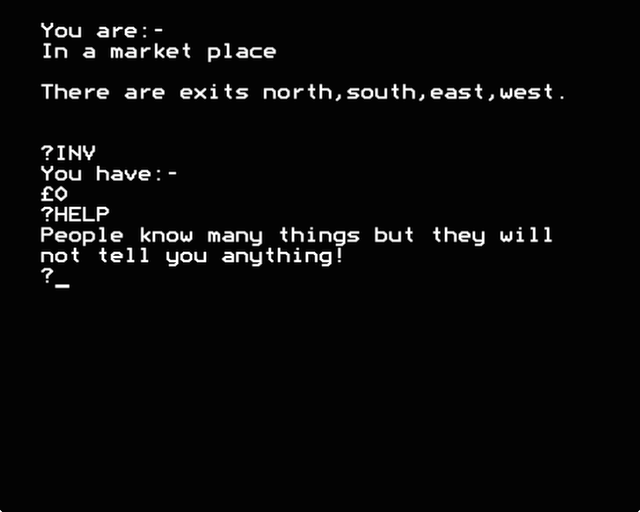 You are:-
In a market place
There are exits north,south,east,west.
?INV
You have:-
£0
?HELP
People know many things but they will
not tell you anything!
?_